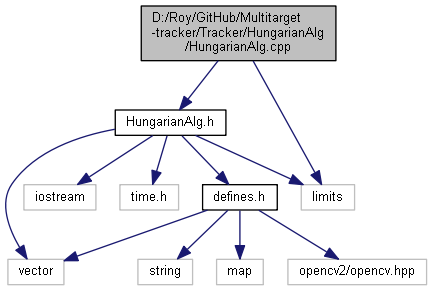 D:/Roy/GitHub/Multitarget
-tracker/Tracker/HungarianAlg
/HungarianAlg.cpp
HungarianAlg.h
iostream
time.h
defines.h
limits
vector
string
map
opencv2/opencv.hpp